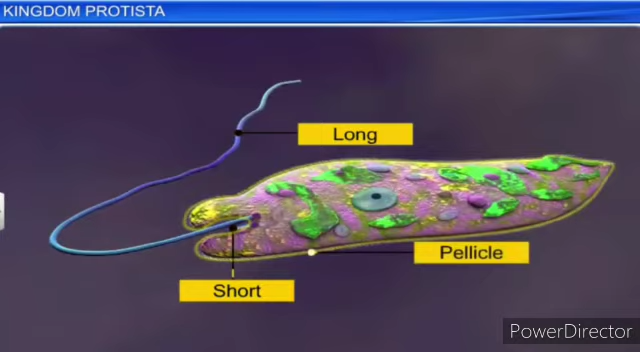 KINGDOM PROTISTA
Long
Pellicle
Short
PowerDirector